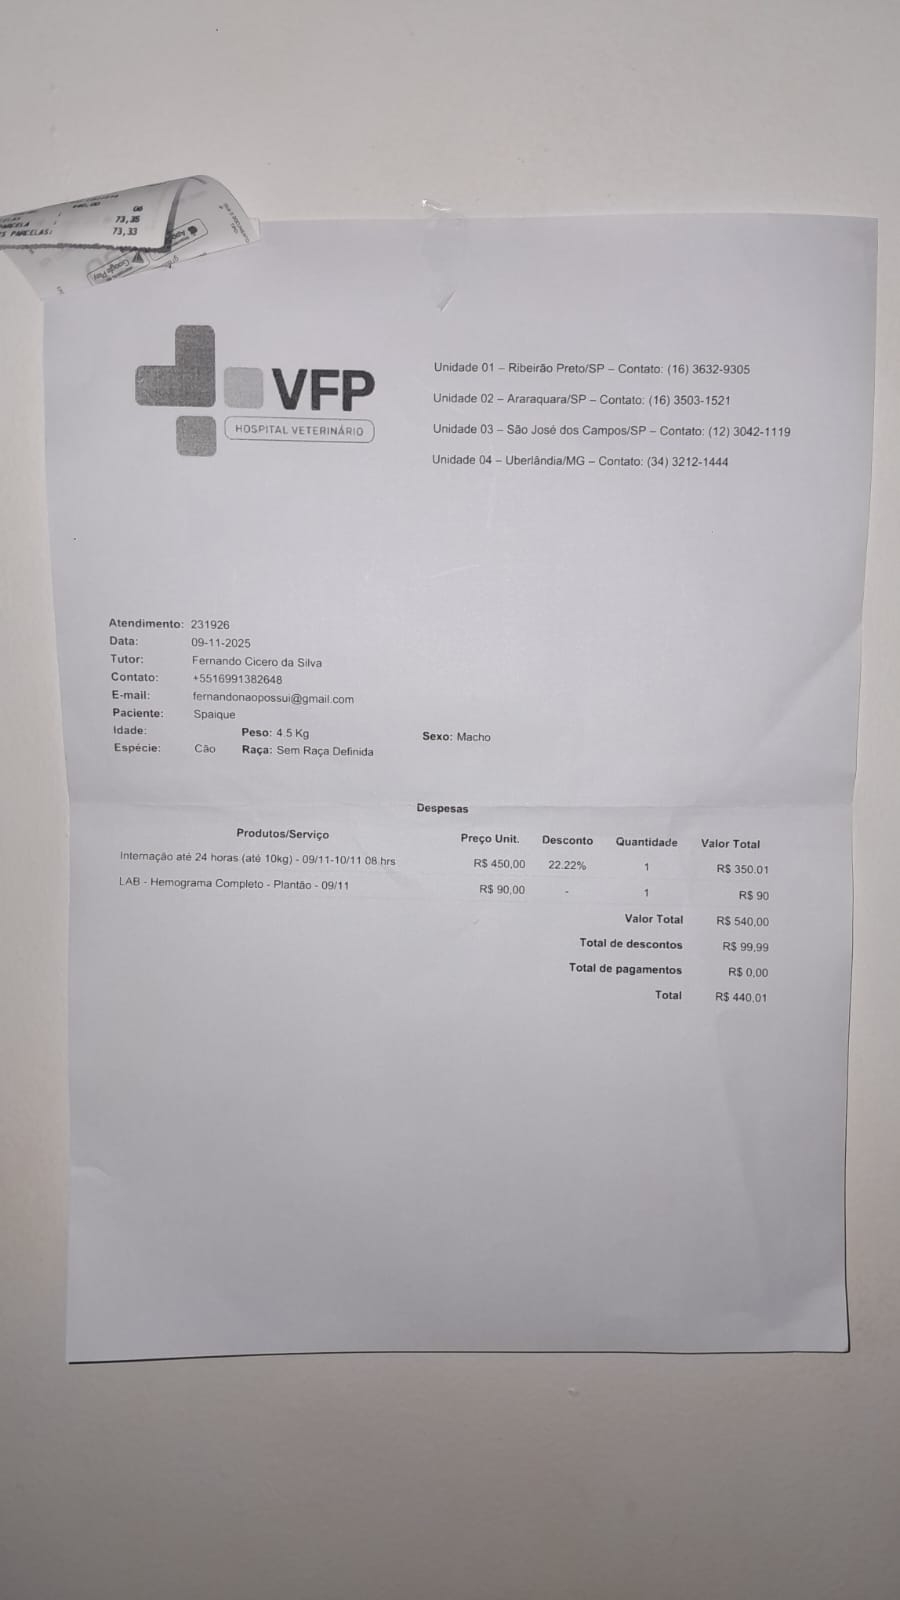 06
73,35
S PARCELAS: 73,33
Google Play
VFP
HOSPITAL VETERINÁRIO
Unidade 01 – Ribeirão Preto/SP – Contato: (16) 3632-9305
Unidade 02 – Araraquara/SP – Contato: (16) 3503-1521
Unidade 03 – São José dos Campos/SP – Contato: (12) 3042-1119
Unidade 04 – Uberlândia/MG – Contato: (34) 3212-1444
Atendimento: 231926
Data: 09-11-2025
Tutor: Fernando Cicero da Silva
Contato: +5516991382648
E-mail: fernandonaopossui@gmail.com
Paciente: Spaique
Idade: Peso: 4.5 Kg Sexo: Macho
Espécie: Cão Raça: Sem Raça Definida
Despesas
Produtos/Serviço Preço Unit. Desconto Quantidade Valor Total
Internação até 24 horas (até 10kg) - 09/11-10/11 08 hrs R$ 450,00 22.22% 1 R$ 350.01
LAB - Hemograma Completo - Plantão - 09/11 R$ 90,00 - 1 R$ 90
Valor Total R$ 540,00
Total de descontos R$ 99,99
Total de pagamentos R$ 0,00
Total R$ 440,01